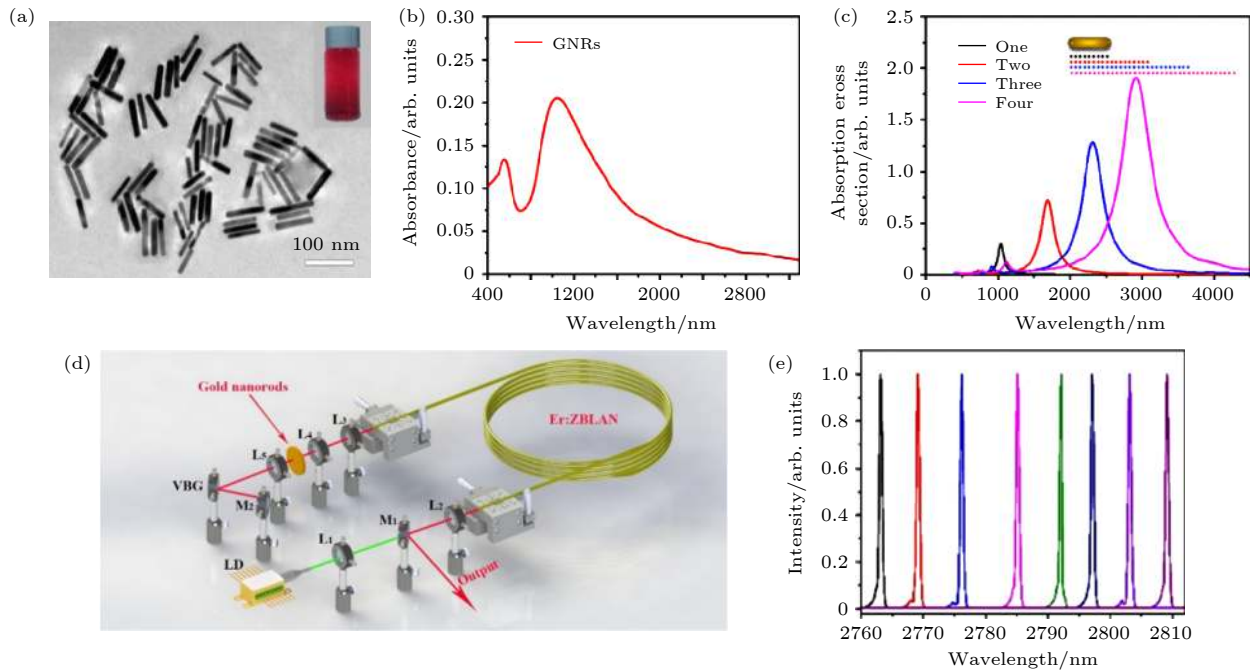 (a)
100 nm
(b)
0.30
0.25
0.20
0.15
0.10
0.05
0
Absorbance/arb. units
GNRs
400
1200
2000
2800
Wavelength/nm
(c)
2.5
2.0
1.5
1.0
0.5
0
Absorption eross
section/arb. units
One
Two
Three
Four
0
1000
2000
3000
4000
Wavelength/nm
(d)
Gold nanorods
L3
L4
L5
Er:ZBLAN
VBG
M2
L2
M1
L1
LD
Output
(e)
1.0
0.8
0.6
0.4
0.2
0
Intensity/arb. units
2760
2770
2780
2790
2800
2810
Wavelength/nm